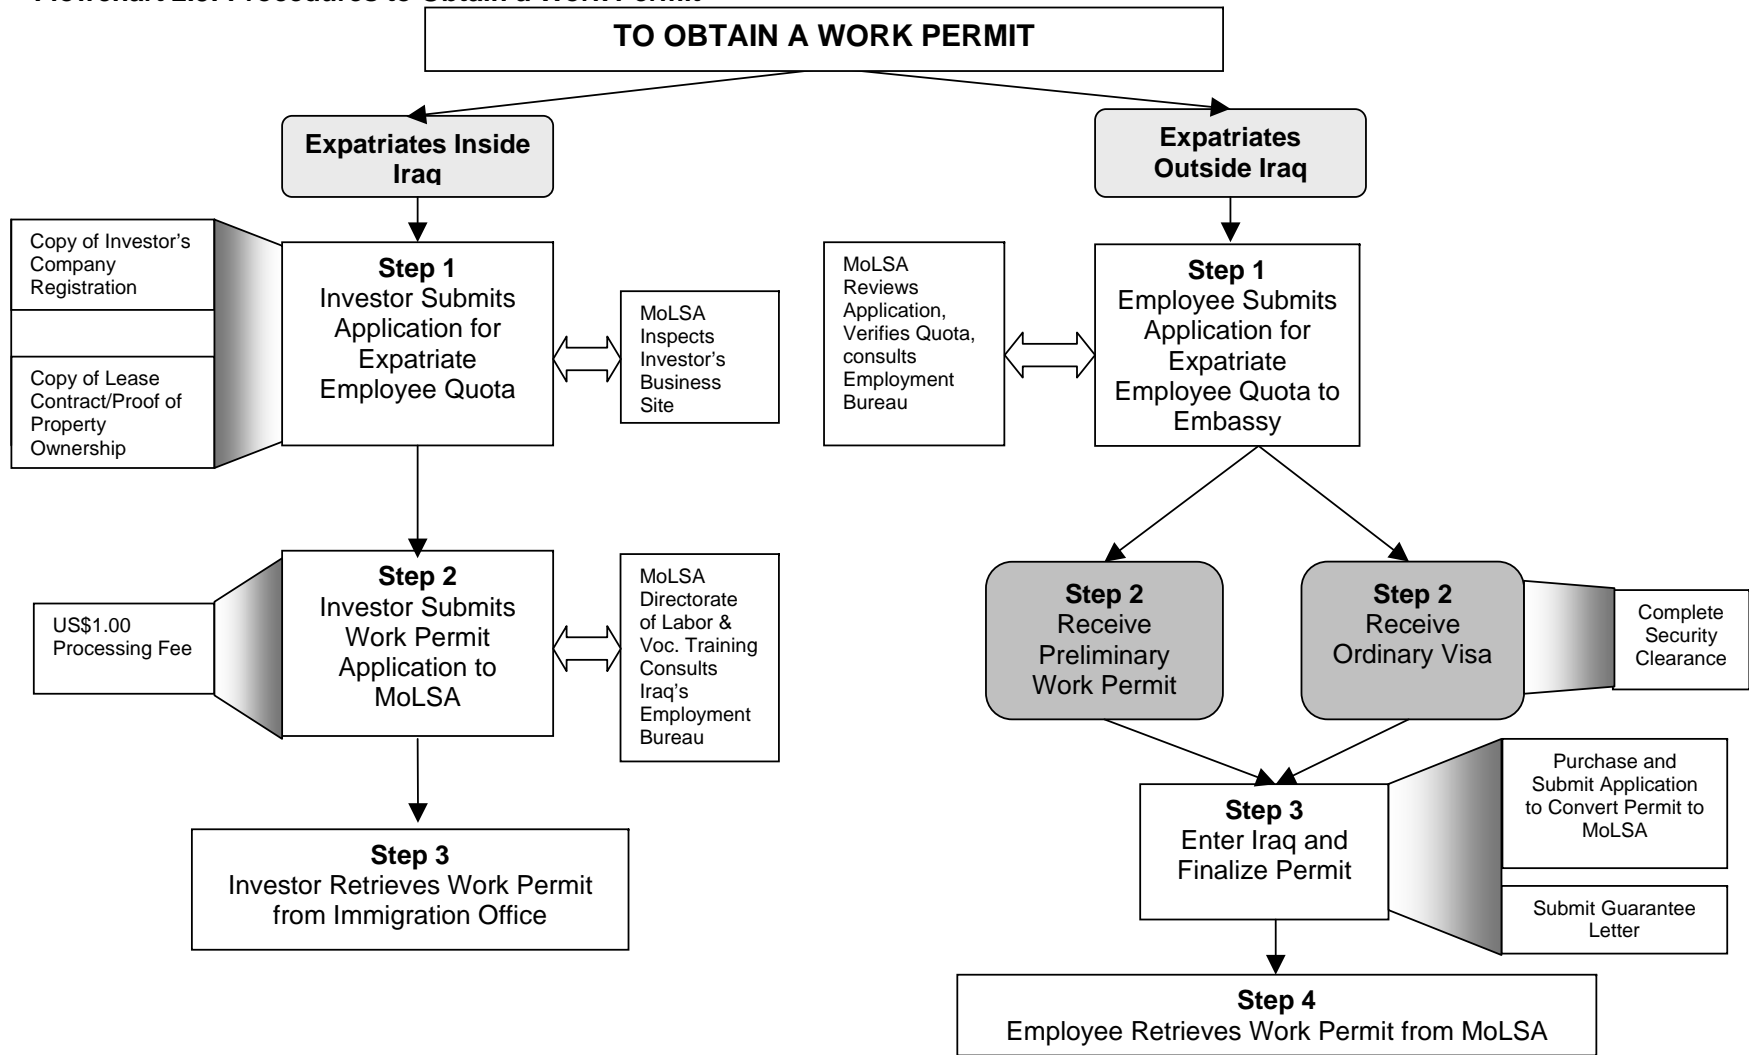 TO OBTAIN A WORK PERMIT
Expatriates Inside
Iraq
Expatriates
Outside Iraq
Copy of Investor's
Company
Registration
Copy of Lease
Contract/Proof of
Property
Ownership
Step 1
Investor Submits
Application for
Expatriate
Employee Quota
MoLSA
Inspects
Investor's
Business
Site
MoLSA
Reviews
Application,
Verifies Quota,
consults
Employment
Bureau
Step 1
Employee Submits
Application for
Expatriate
Employee Quota to
Embassy
US$1.00
Processing Fee
Step 2
Investor Submits
Work Permit
Application to
MoLSA
MoLSA
Directorate
of Labor &
Voc. Training
Consults
Iraq's
Employment
Bureau
Step 2
Receive
Preliminary
Work Permit
Step 2
Receive
Ordinary Visa
Complete
Security
Clearance
Step 3
Investor Retrieves Work Permit
from Immigration Office
Step 3
Enter Iraq and
Finalize Permit
Purchase and
Submit Application
to Convert Permit to
MoLSA
Submit Guarantee
Letter
Step 4
Employee Retrieves Work Permit from MoLSA